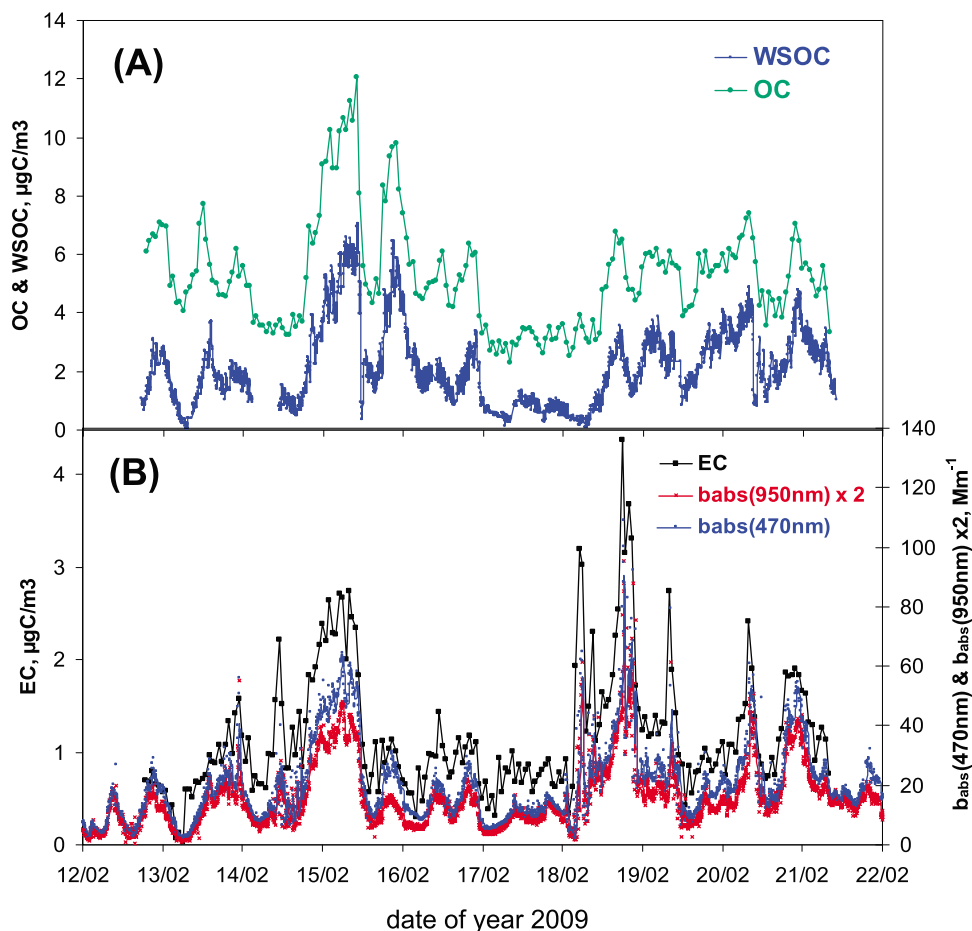 (A)
WSOC
OC
OC & WSOC, µgC/m3
14
12
10
8
6
4
2
0
(B)
EC
babs(950nm) x 2
babs(470nm)
EC, µgC/m3
4
3
2
1
0
140
120
100
80
60
40
20
0
babs(470nm) & babs(950nm) x2, Mm-1
12/02 13/02 14/02 15/02 16/02 17/02 18/02 19/02 20/02 21/02 22/02
date of year 2009